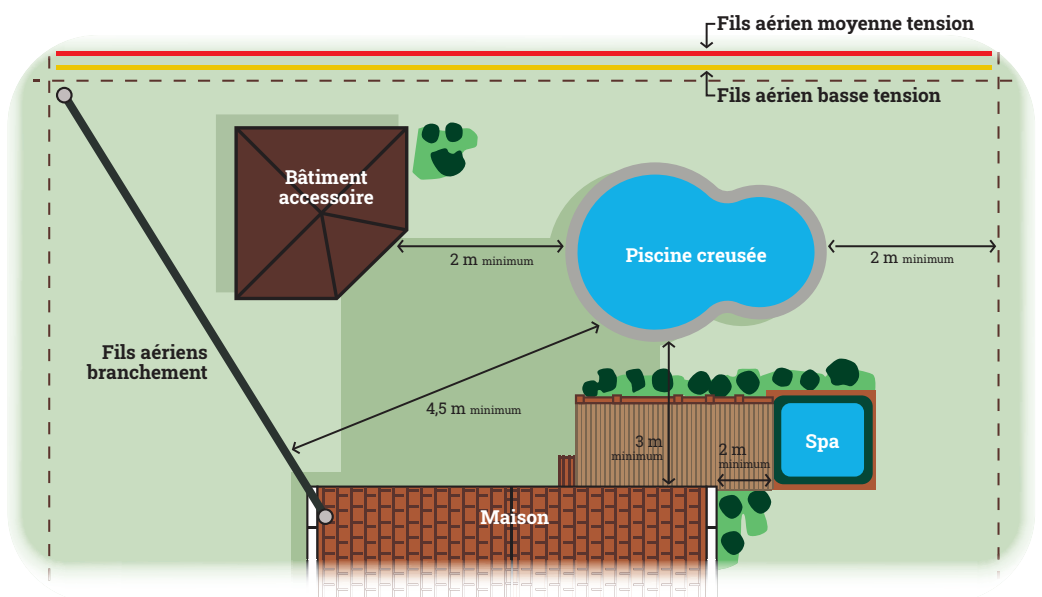 Fils aérien moyenne tension
Fils aérien basse tension
Bâtiment
accessoire
Piscine creusée
2 m minimum
2 m minimum
Fils aériens
branchement
4,5 m minimum
3 m
minimum
2 m
minimum
Spa
Maison